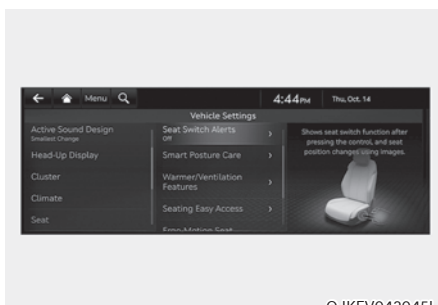 Menu
4:44 PM Thu, Oct. 14
Vehicle Settings
Active Sound Design
Smallest Change
Head-Up Display
Cluster
Climate
Seat
Seat Switch Alerts
Off
Smart Posture Care
Warmer/Ventilation
Features
Seating Easy Access
Shows seat switch function after
pressing the control, and seat
position changes using images.